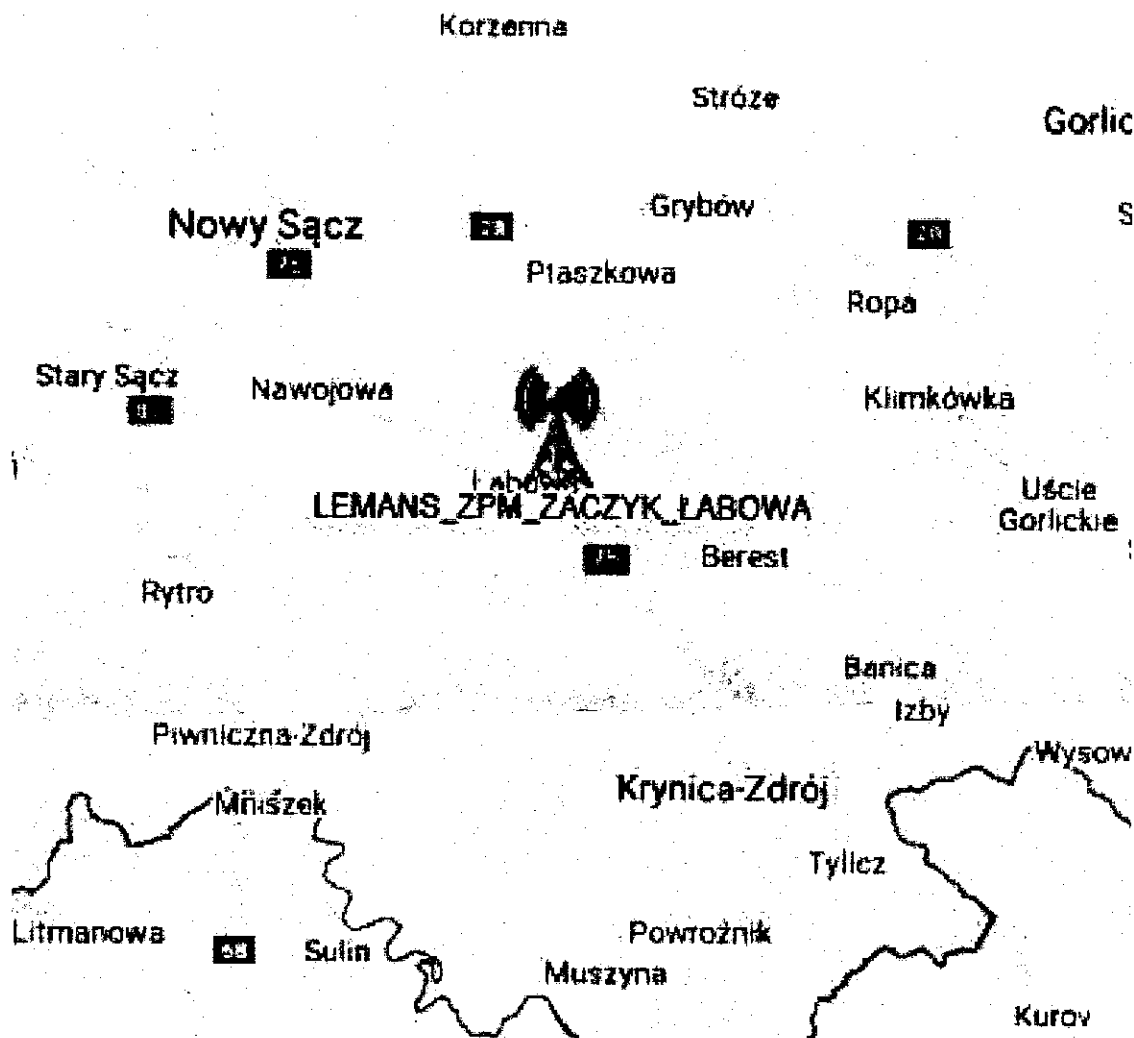 Korzenna
Stróże
Gorlic
Nowy Sącz
Grybów
S
Ptaszkowa
Ropa
Stary Sącz
Nawojowa
Klimkówka
Łabowa
LEMANS_ZPM_ZACZYK_ŁABOWA
Uście
Gorlickie
Berest
Rytro
Banica
Izby
Piwniczna-Zdrój
Wysow
Krynica-Zdrój
Mniszek
Tylicz
Litmanowa
Sulin
Powroźnik
Muszyna
Kurov